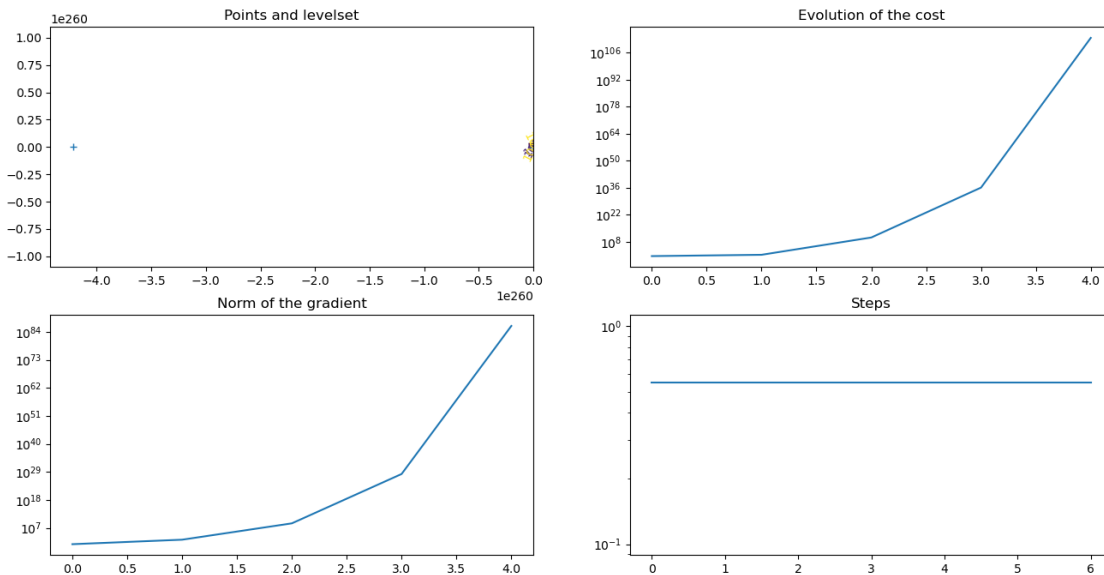 Points and levelset
1e260
1.00
0.75
0.50
0.25
0.00
−0.25
−0.50
−0.75
−1.00
−4.0 −3.5 −3.0 −2.5 −2.0 −1.5 −1.0 −0.5 0.0
1e260
Evolution of the cost
10^106
10^92
10^78
10^64
10^50
10^36
10^22
10^8
0.0 0.5 1.0 1.5 2.0 2.5 3.0 3.5 4.0
Norm of the gradient
10^84
10^73
10^62
10^51
10^40
10^29
10^18
10^7
0.0 0.5 1.0 1.5 2.0 2.5 3.0 3.5 4.0
Steps
10^0
10^−1
0 1 2 3 4 5 6